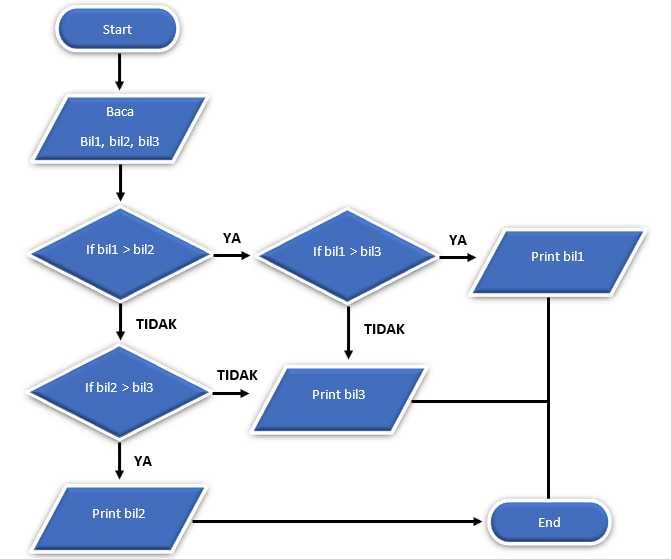 Start
Baca
Bil1, bil2, bil3
If bil1 > bil2
YA
If bil1 > bil3
YA
Print bil1
TIDAK
TIDAK
If bil2 > bil3
TIDAK
Print bil3
YA
Print bil2
End